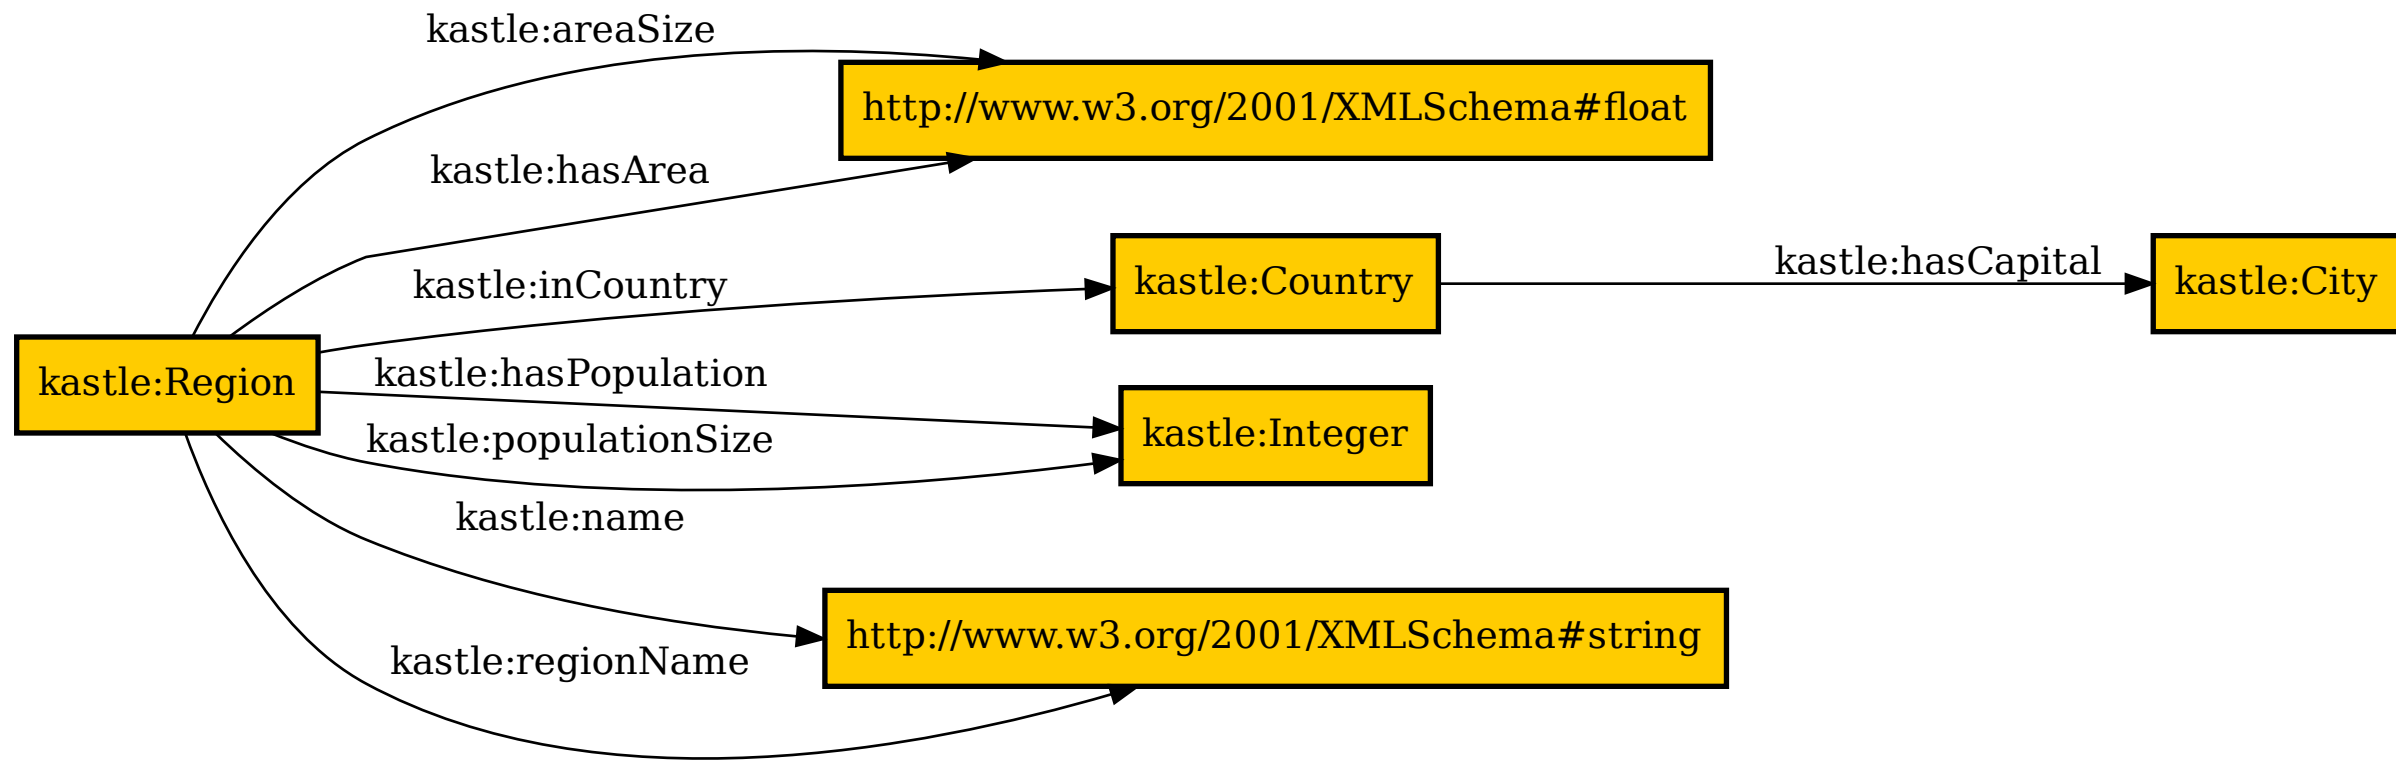 kastle:areaSize
http://www.w3.org/2001/XMLSchema#float
kastle:hasArea
kastle:inCountry
kastle:Country
kastle:hasCapital
kastle:City
kastle:Region
kastle:hasPopulation
kastle:populationSize
kastle:Integer
kastle:name
http://www.w3.org/2001/XMLSchema#string
kastle:regionName